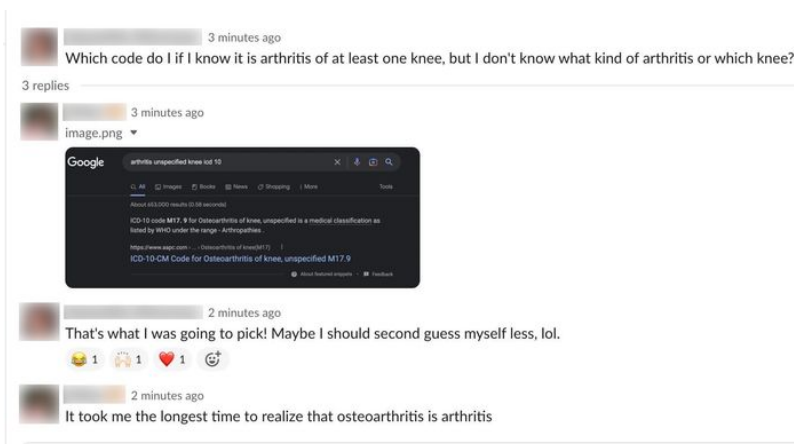 3 minutes ago
Which code do I if I know it is arthritis of at least one knee, but I don't know what kind of arthritis or which knee?
3 replies
3 minutes ago
image.png
Google
arthritis unspecified knee icd 10
All Images Books News Shopping More Tools
About 653,000 results (0.58 seconds)
ICD-10 code M17. 9 for Osteoarthritis of knee, unspecified is a medical classification as
listed by WHO under the range - Arthropathies .
https://www.aapc.com › ... › Osteoarthritis of knee(M17)
ICD-10-CM Code for Osteoarthritis of knee, unspecified M17.9
About featured snippets Feedback
2 minutes ago
That's what I was going to pick! Maybe I should second guess myself less, lol.
1 1 1
2 minutes ago
It took me the longest time to realize that osteoarthritis is arthritis